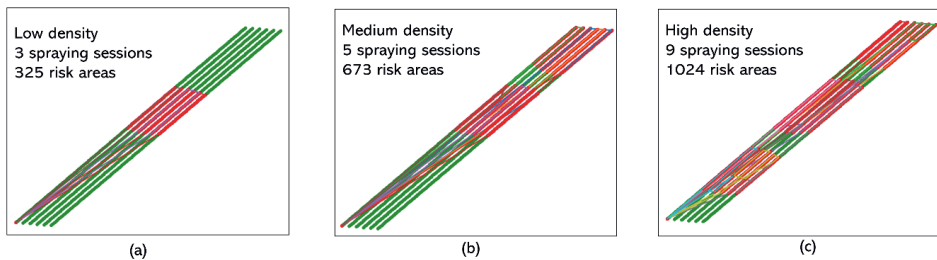 Low density
3 spraying sessions
325 risk areas
(a)
Medium density
5 spraying sessions
673 risk areas
(b)
High density
9 spraying sessions
1024 risk areas
(c)